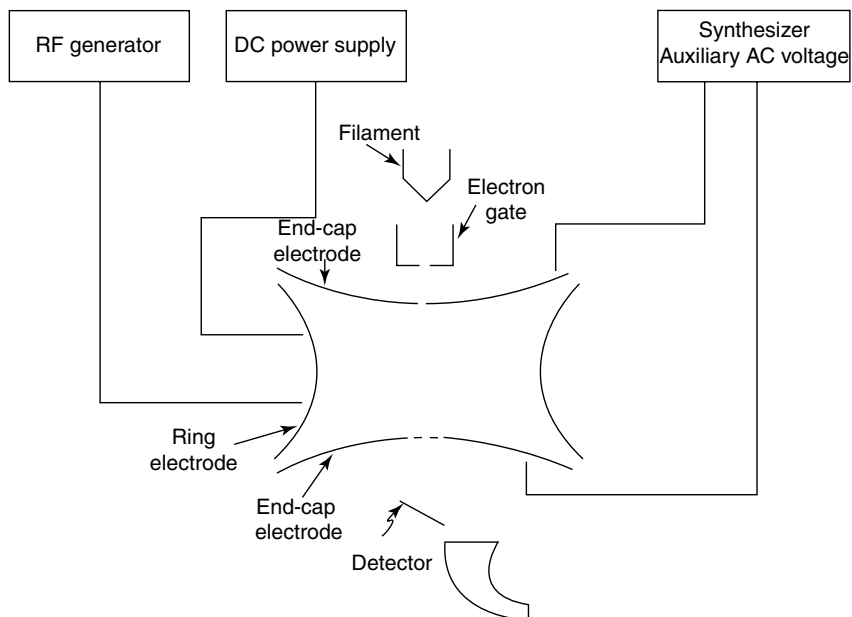 RF generator
DC power supply
Synthesizer
Auxiliary AC voltage
Filament
Electron
gate
End-cap
electrode
Ring
electrode
End-cap
electrode
Detector